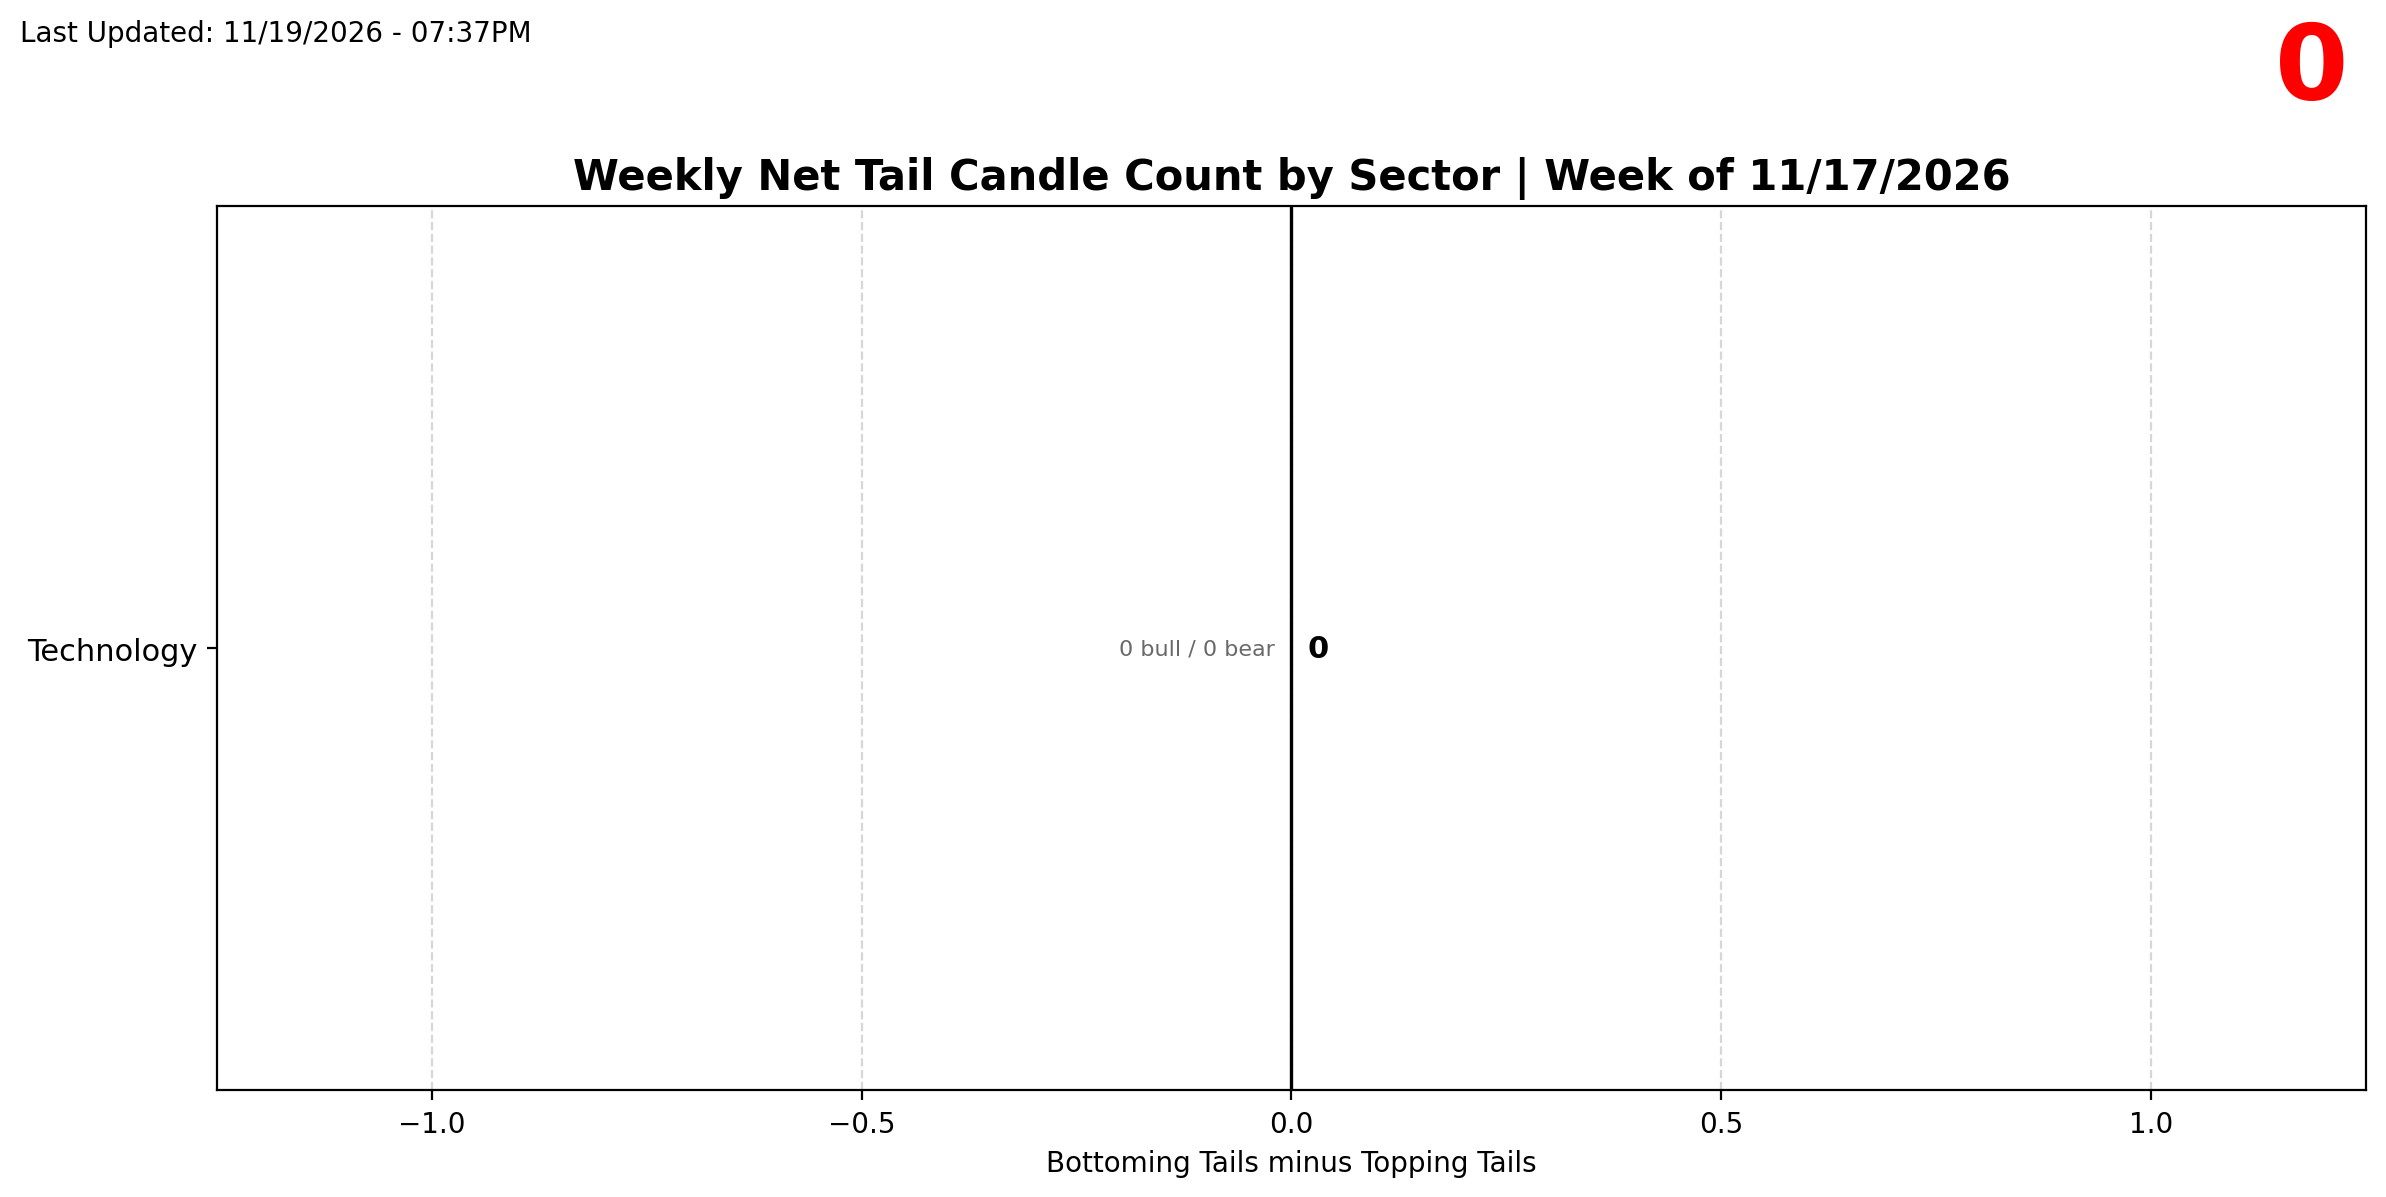 Last Updated: 11/19/2026 - 07:37PM
0
Weekly Net Tail Candle Count by Sector | Week of 11/17/2026
Technology
0 bull / 0 bear
0
−1.0
−0.5
0.0
0.5
1.0
Bottoming Tails minus Topping Tails